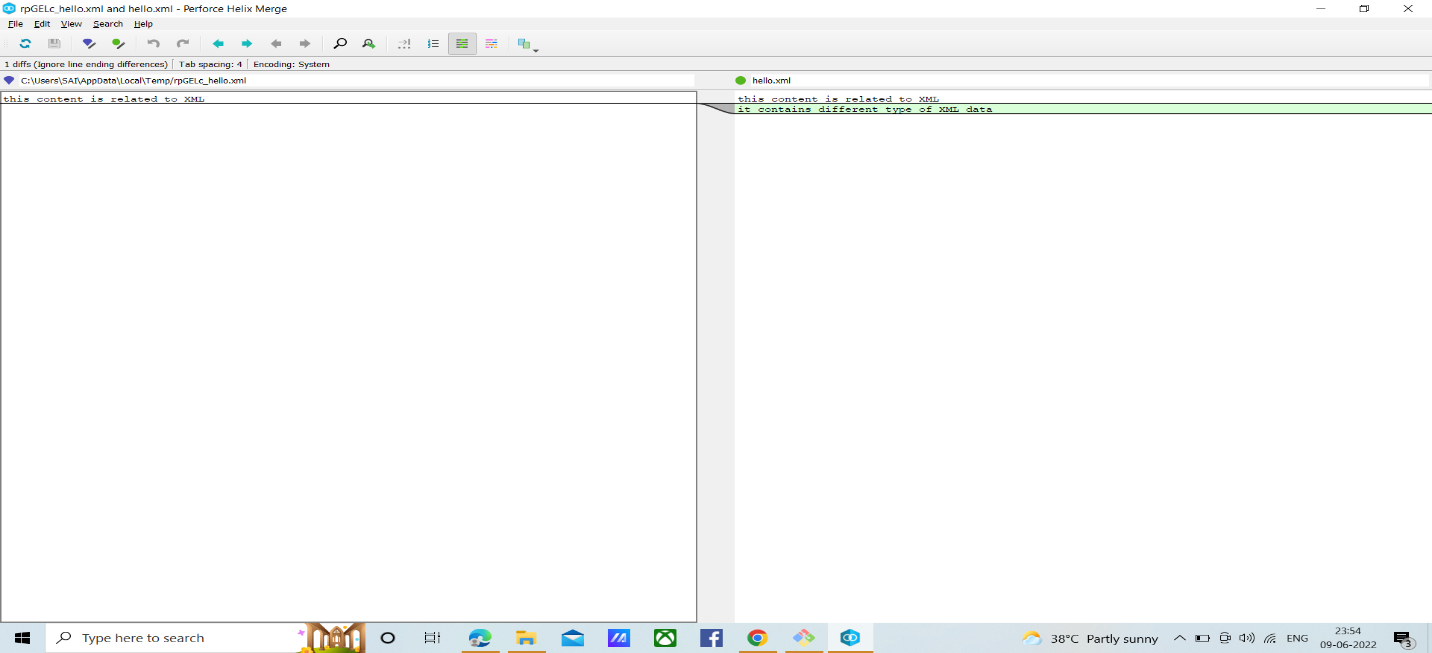 rpGELc_hello.xml and hello.xml - Perforce Helix Merge
File Edit View Search Help
1 diffs (Ignore line ending differences) Tab spacing: 4 Encoding: System
C:\Users\SAI\AppData\Local\Temp/rpGELc_hello.xml
hello.xml
this content is related to XML
this content is related to XML
it contains different type of XML data
Type here to search
38°C Partly sunny
ENG
23:54
09-06-2022
3